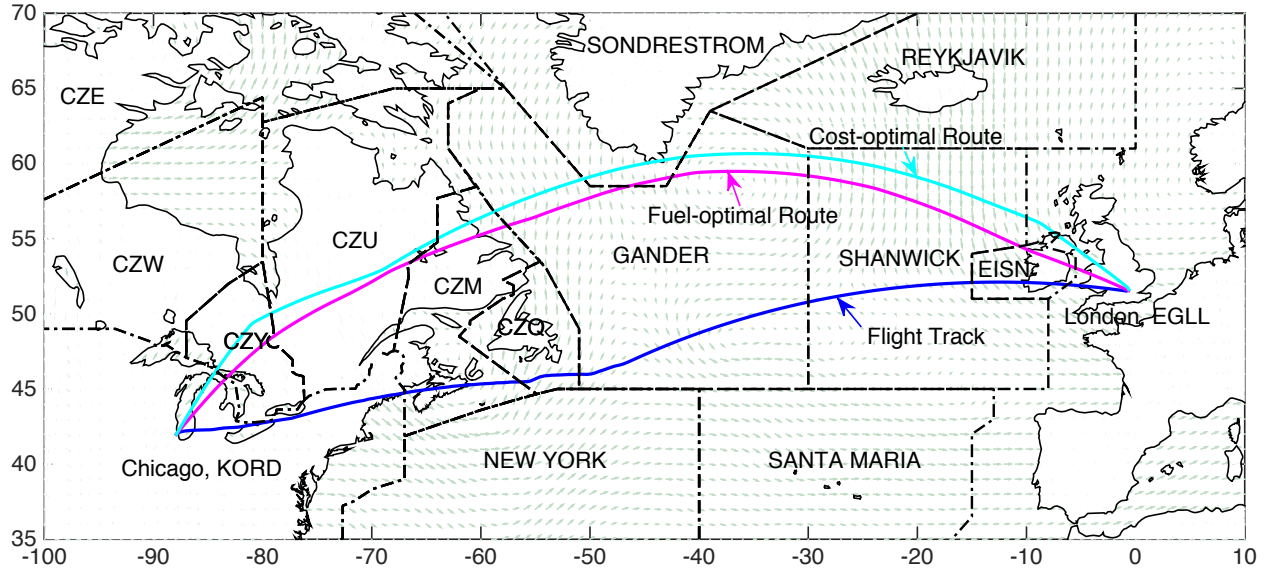 70
65
60
55
50
45
40
35
SONDRESTROM
REYKJAVIK
CZE
Cost-optimal Route
Fuel-optimal Route
CZU
GANDER
SHANWICK
CZW
EISN
CZM
London, EGLL
CZQ
Flight Track
CZY
Chicago, KORD
NEW YORK
SANTA MARIA
-100
-90
-80
-70
-60
-50
-40
-30
-20
-10
0
10